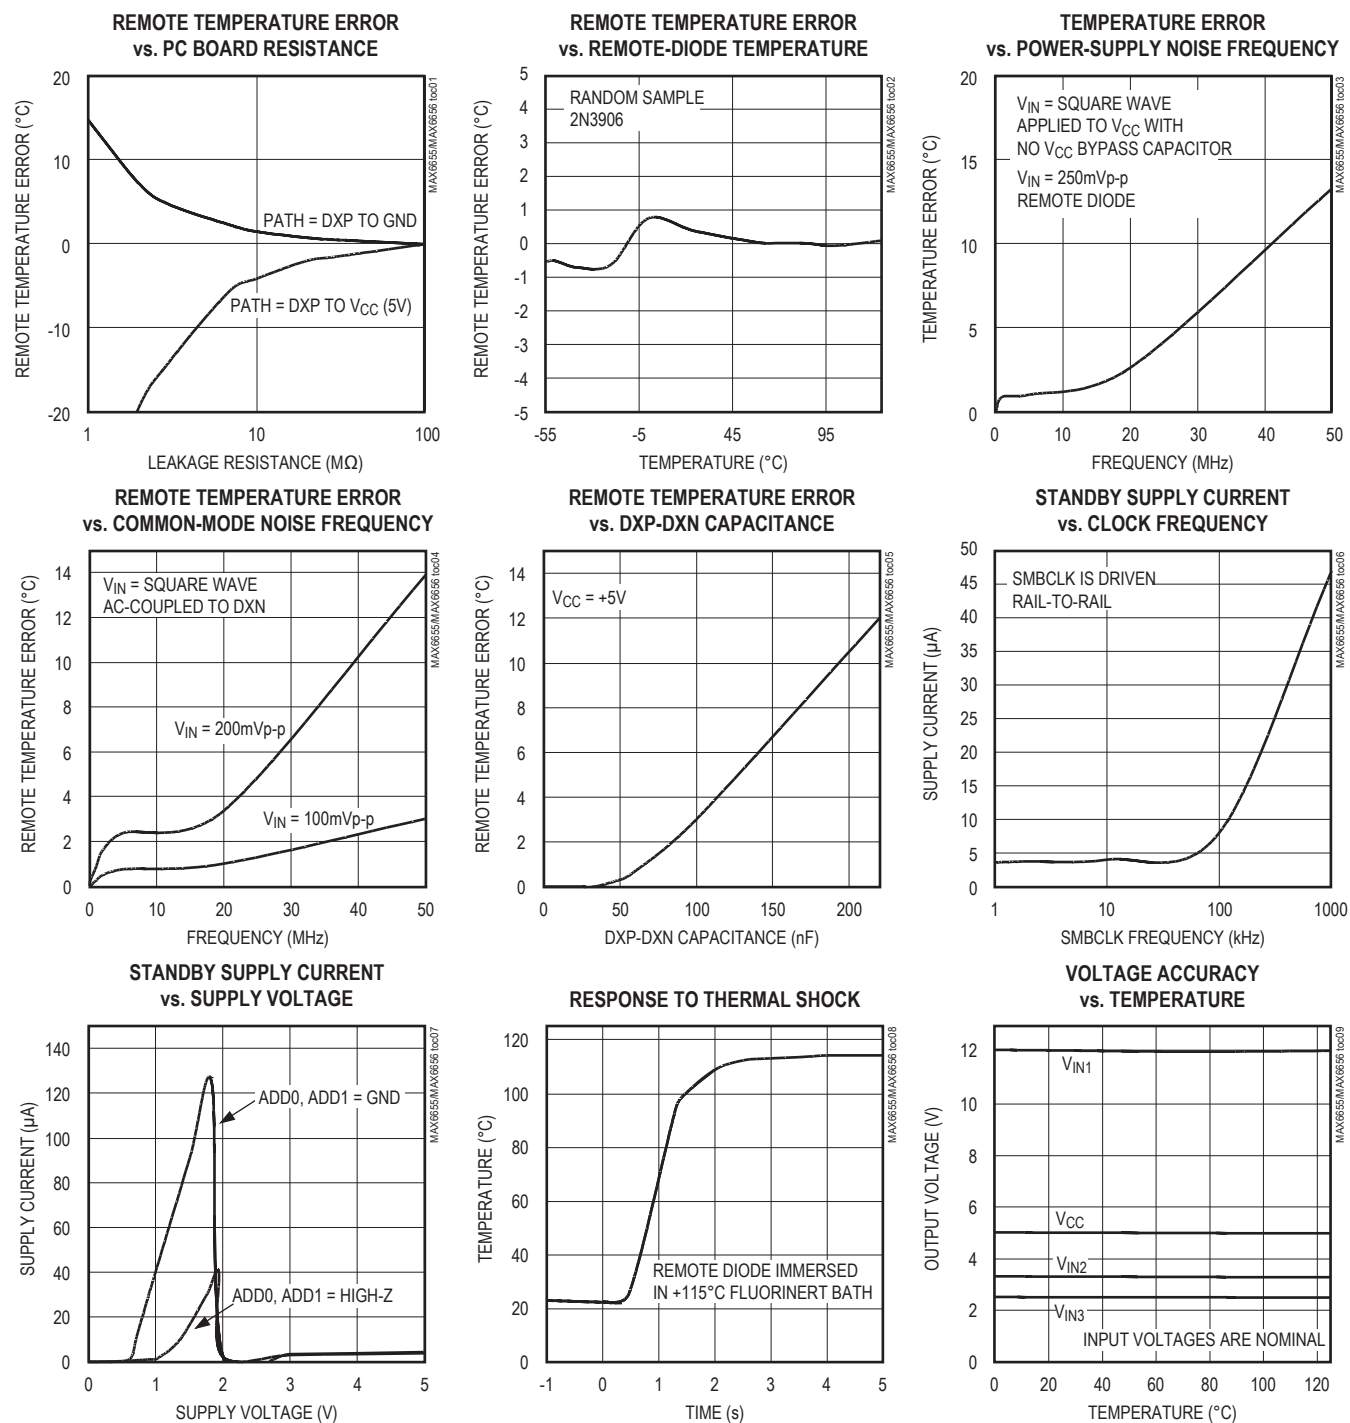 REMOTE TEMPERATURE ERROR
vs. PC BOARD RESISTANCE
REMOTE TEMPERATURE ERROR (°C)
20
10
0
-10
-20
PATH = DXP TO GND
PATH = DXP TO VCC (5V)
1
10
100
LEAKAGE RESISTANCE (MΩ)
MAX6655/MAX6656 toc01
REMOTE TEMPERATURE ERROR
vs. REMOTE-DIODE TEMPERATURE
REMOTE TEMPERATURE ERROR (°C)
5
4
3
2
1
0
-1
-2
-3
-4
-5
RANDOM SAMPLE
2N3906
-55
-5
45
95
TEMPERATURE (°C)
MAX6655/MAX6656 toc02
TEMPERATURE ERROR
vs. POWER-SUPPLY NOISE FREQUENCY
TEMPERATURE ERROR (°C)
20
15
10
5
0
VIN = SQUARE WAVE
APPLIED TO VCC WITH
NO VCC BYPASS CAPACITOR
VIN = 250mVp-p
REMOTE DIODE
0
10
20
30
40
50
FREQUENCY (MHz)
MAX6655/MAX6656 toc03
REMOTE TEMPERATURE ERROR
vs. COMMON-MODE NOISE FREQUENCY
REMOTE TEMPERATURE ERROR (°C)
14
12
10
8
6
4
2
0
VIN = SQUARE WAVE
AC-COUPLED TO DXN
VIN = 200mVp-p
VIN = 100mVp-p
0
10
20
30
40
50
FREQUENCY (MHz)
MAX6655/MAX6656 toc04
REMOTE TEMPERATURE ERROR
vs. DXP-DXN CAPACITANCE
REMOTE TEMPERATURE ERROR (°C)
14
12
10
8
6
4
2
0
VCC = +5V
0
50
100
150
200
DXP-DXN CAPACITANCE (nF)
MAX6655/MAX6656 toc05
STANDBY SUPPLY CURRENT
vs. CLOCK FREQUENCY
SUPPLY CURRENT (µA)
50
45
40
35
30
25
20
15
10
5
0
SMBCLK IS DRIVEN
RAIL-TO-RAIL
1
10
100
1000
SMBCLK FREQUENCY (kHz)
MAX6655/MAX6656 toc06
STANDBY SUPPLY CURRENT
vs. SUPPLY VOLTAGE
SUPPLY CURRENT (µA)
140
120
100
80
60
40
20
0
ADD0, ADD1 = GND
ADD0, ADD1 = HIGH-Z
0
1
2
3
4
5
SUPPLY VOLTAGE (V)
MAX6655/MAX6656 toc07
RESPONSE TO THERMAL SHOCK
TEMPERATURE (°C)
120
100
80
60
40
20
0
REMOTE DIODE IMMERSED
IN +115°C FLUORINERT BATH
-1
0
1
2
3
4
5
TIME (s)
MAX6655/MAX6656 toc08
VOLTAGE ACCURACY
vs. TEMPERATURE
OUTPUT VOLTAGE (V)
12
10
6
6
4
2
0
VIN1
VCC
VIN2
VIN3
INPUT VOLTAGES ARE NOMINAL
0
20
40
60
80
100
120
TEMPERATURE (°C)
MAX6655/MAX6656 toc09